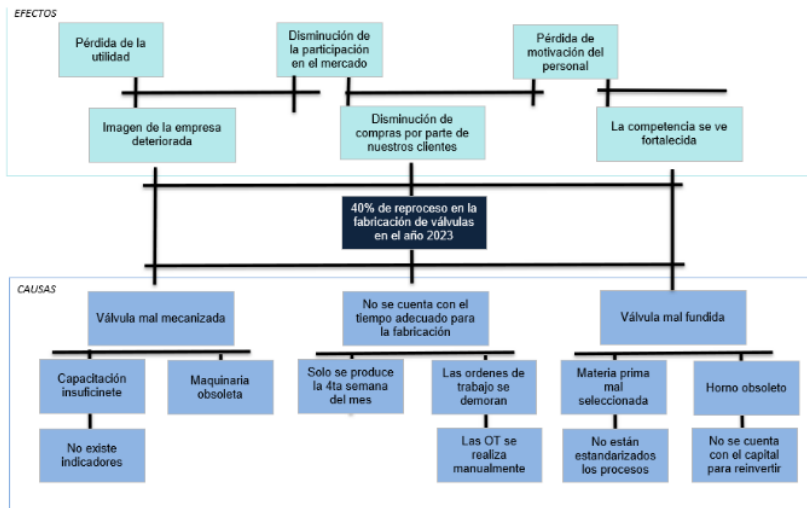 EFECTOS
Pérdida de la
utilidad
Disminución de
la participación
en el mercado
Pérdida de
motivación del
personal
Imagen de la empresa
deteriorada
Disminución de
compras por parte de
nuestros clientes
La competencia se ve
fortalecida
40% de reproceso en la
fabricación de válvulas
en el año 2023
CAUSAS
Válvula mal mecanizada
No se cuenta con el
tiempo adecuado para
la fabricación
Válvula mal fundida
Capacitación
insuficinete
Maquinaria
obsoleta
Solo se produce
la 4ta semana
del mes
Las ordenes de
trabajo se
demoran
Materia prima
mal
seleccionada
Horno obsoleto
No existe
indicadores
Las OT se
realiza
manualmente
No están
estandarizados
los procesos
No se cuenta
con el capital
para reinvertir